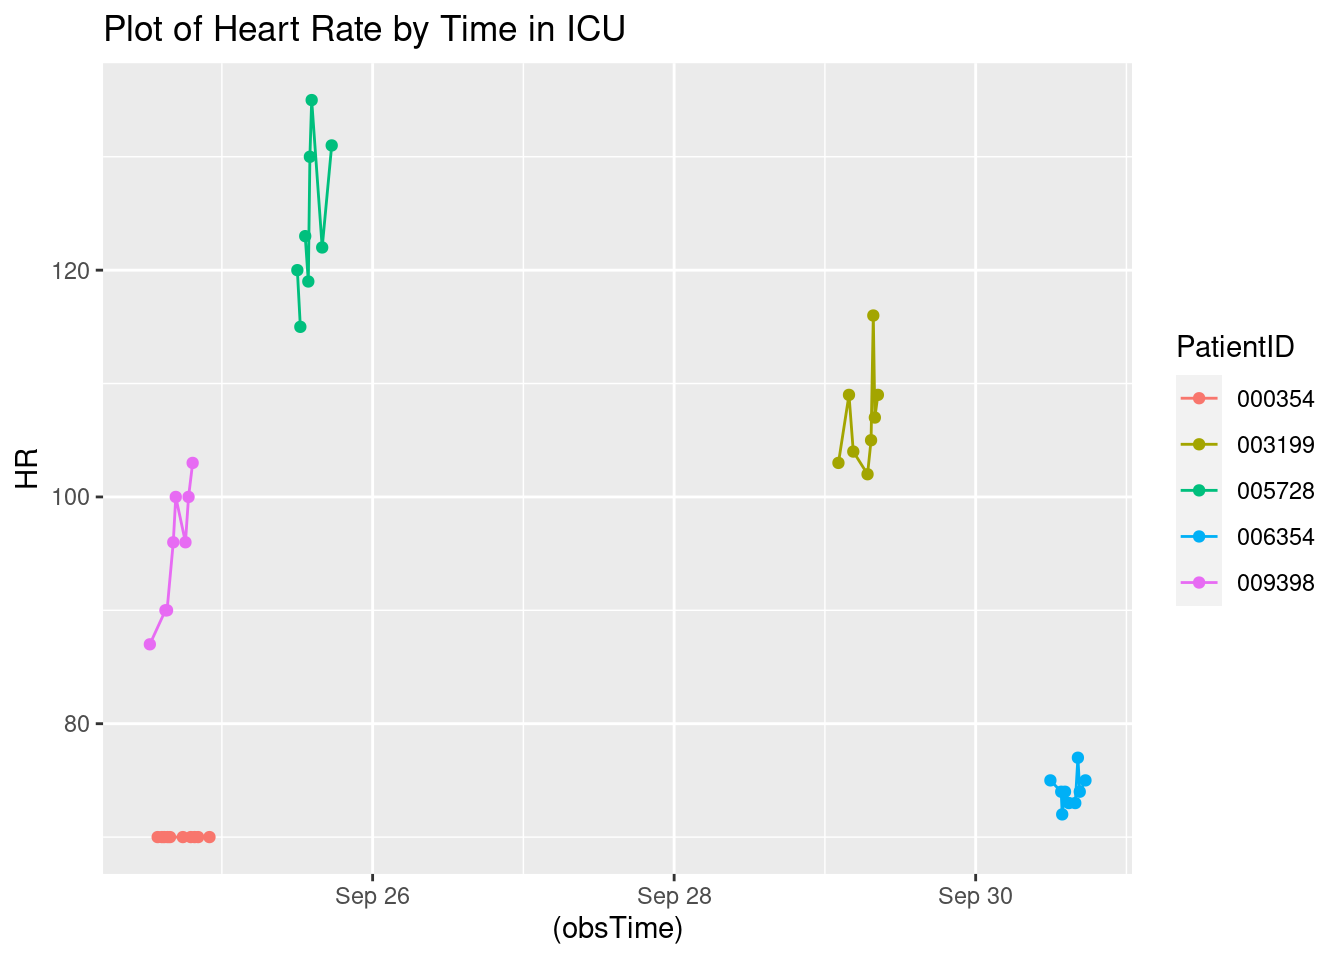 Plot of Heart Rate by Time in ICU
HR
120
100
80
Sep 26
Sep 28
Sep 30
(obsTime)
PatientID
000354
003199
005728
006354
009398